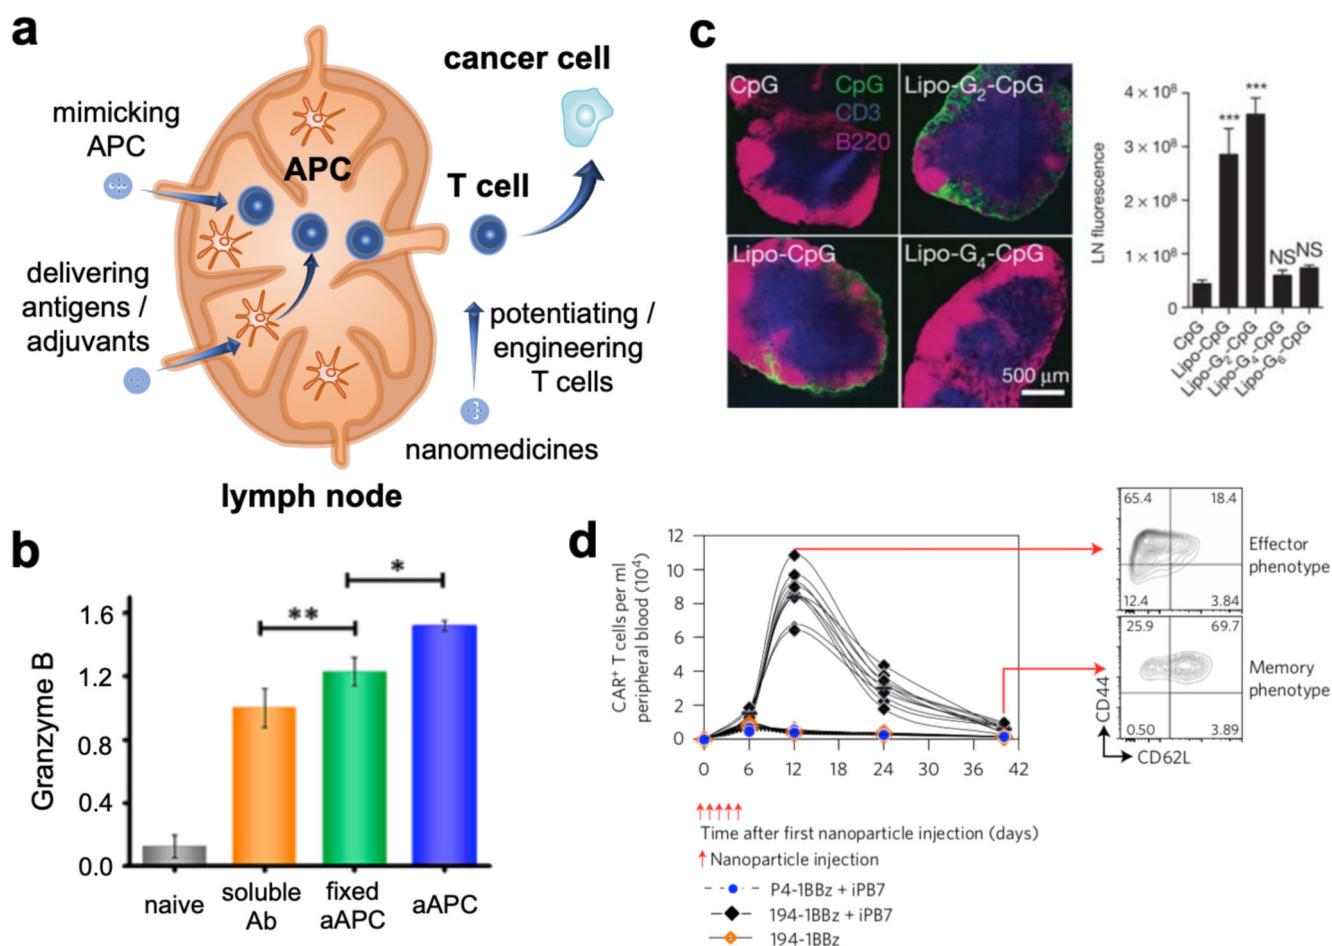 a
mimicking
APC
delivering
antigens /
adjuvants
APC
cancer cell
T cell
potentiating /
engineering
T cells
nanomedicines
lymph node
b
Granzyme B
1.6
1.2
0.8
0.4
0.0
**
*
naive
soluble
Ab
fixed
aAPC
aAPC
c
CpG
CpG
CD3
B220
Lipo-G2-CpG
Lipo-CpG
Lipo-G4-CpG
500 µm
LN fluorescence
4 × 10⁸
3 × 10⁸
2 × 10⁸
1 × 10⁸
0
***
***
NS
NS
CpG
Lipo-CpG
Lipo-G2-CpG
Lipo-G4-CpG
Lipo-G6-CpG
d
CAR⁺ T cells per ml
peripheral blood (10⁴)
12
10
8
6
4
2
0
0 6 12 18 24 30 36 42
Time after first nanoparticle injection (days)
Nanoparticle injection
P4-1BBz + iPB7
194-1BBz + iPB7
194-1BBz
65.4 18.4
12.4 3.84
Effector
phenotype
25.9 69.7
0.50 3.89
Memory
phenotype
CD44
CD62L